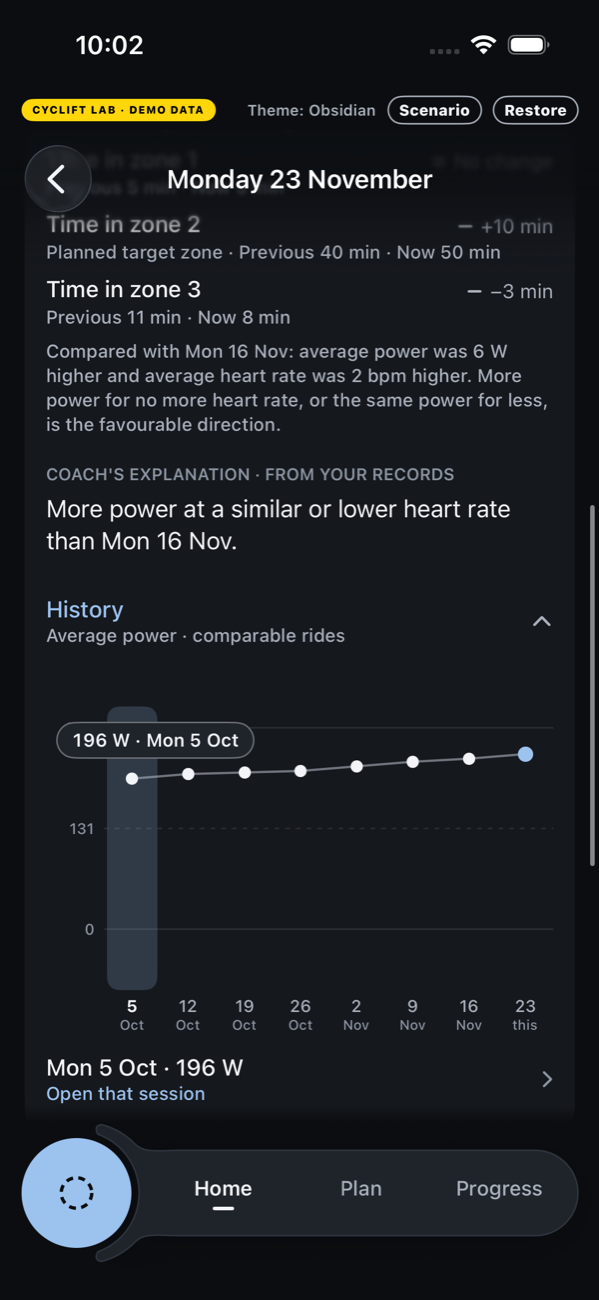 10:02
CYCLIFT LAB · DEMO DATA
Theme: Obsidian
Scenario
Restore
Monday 23 November
Time in zone 2
— +10 min
Planned target zone · Previous 40 min · Now 50 min
Time in zone 3
— −3 min
Previous 11 min · Now 8 min
Compared with Mon 16 Nov: average power was 6 W
higher and average heart rate was 2 bpm higher. More
power for no more heart rate, or the same power for less,
is the favourable direction.
COACH'S EXPLANATION · FROM YOUR RECORDS
More power at a similar or lower heart rate
than Mon 16 Nov.
History
Average power · comparable rides
196 W · Mon 5 Oct
131
0
5 12 19 26 2 9 16 23
Oct Oct Oct Oct Nov Nov Nov this
Mon 5 Oct · 196 W
Open that session
Home
Plan
Progress